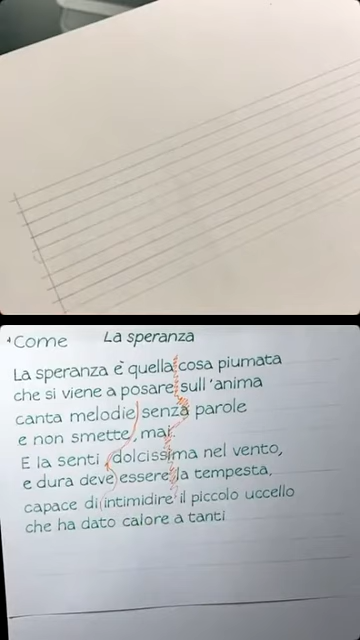 Come
La speranza
La speranza è quella cosa piumata
che si viene a posare sull'anima
canta melodie senza parole
e non smette, mai
E la senti dolcissima nel vento,
e dura deve essere la tempesta,
capace di intimidire il piccolo uccello
che ha dato calore a tanti